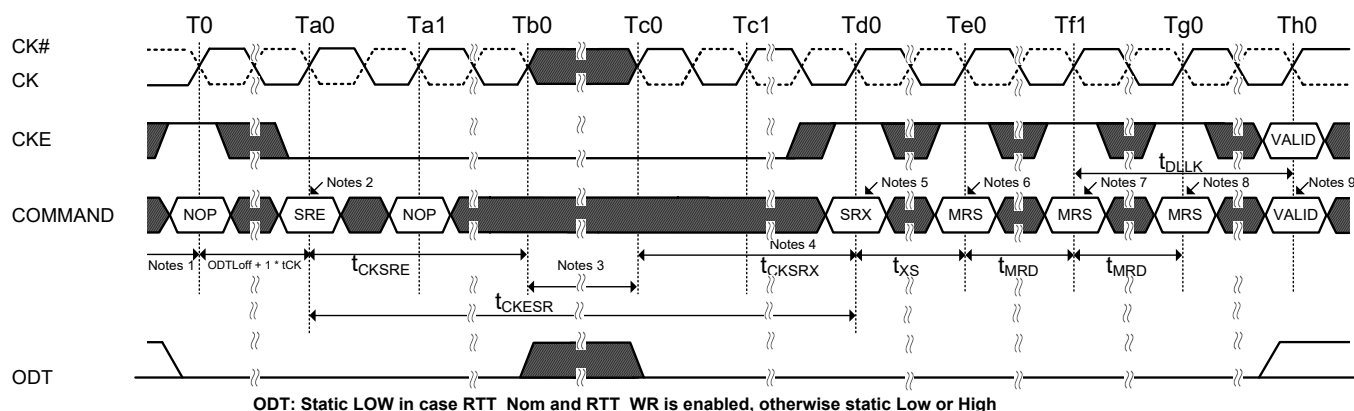 T0 Ta0 Ta1 Tb0 Tc0 Tc1 Td0 Te0 Tf1 Tg0 Th0
CK#
CK
CKE
VALID
tDLLK
Notes 2 Notes 5 Notes 6 Notes 7 Notes 8 Notes 9
COMMAND NOP SRE NOP SRX MRS MRS MRS VALID
Notes 1 ODTLoff + 1 * tCK tCKSRE Notes 3 Notes 4 tCKSRX tXS tMRD tMRD
tCKESR
ODT
ODT: Static LOW in case RTT_Nom and RTT_WR is enabled, otherwise static Low or High